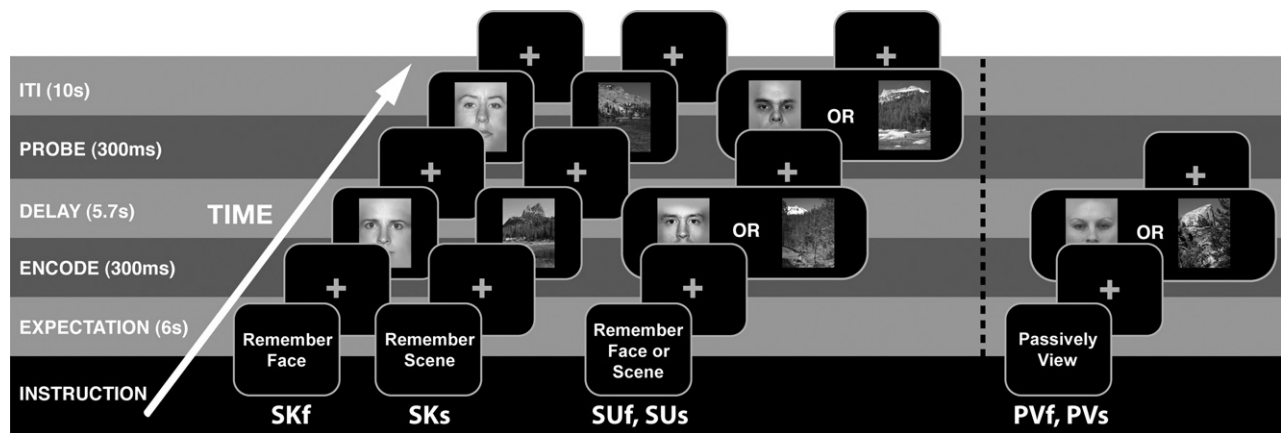 ITI (10s)
OR
PROBE (300ms)
DELAY (5.7s)
TIME
OR
OR
ENCODE (300ms)
EXPECTATION (6s)
Remember
Face
Remember
Scene
Remember
Face or
Scene
Passively
View
INSTRUCTION
SKf
SKs
SUf, SUs
PVf, PVs